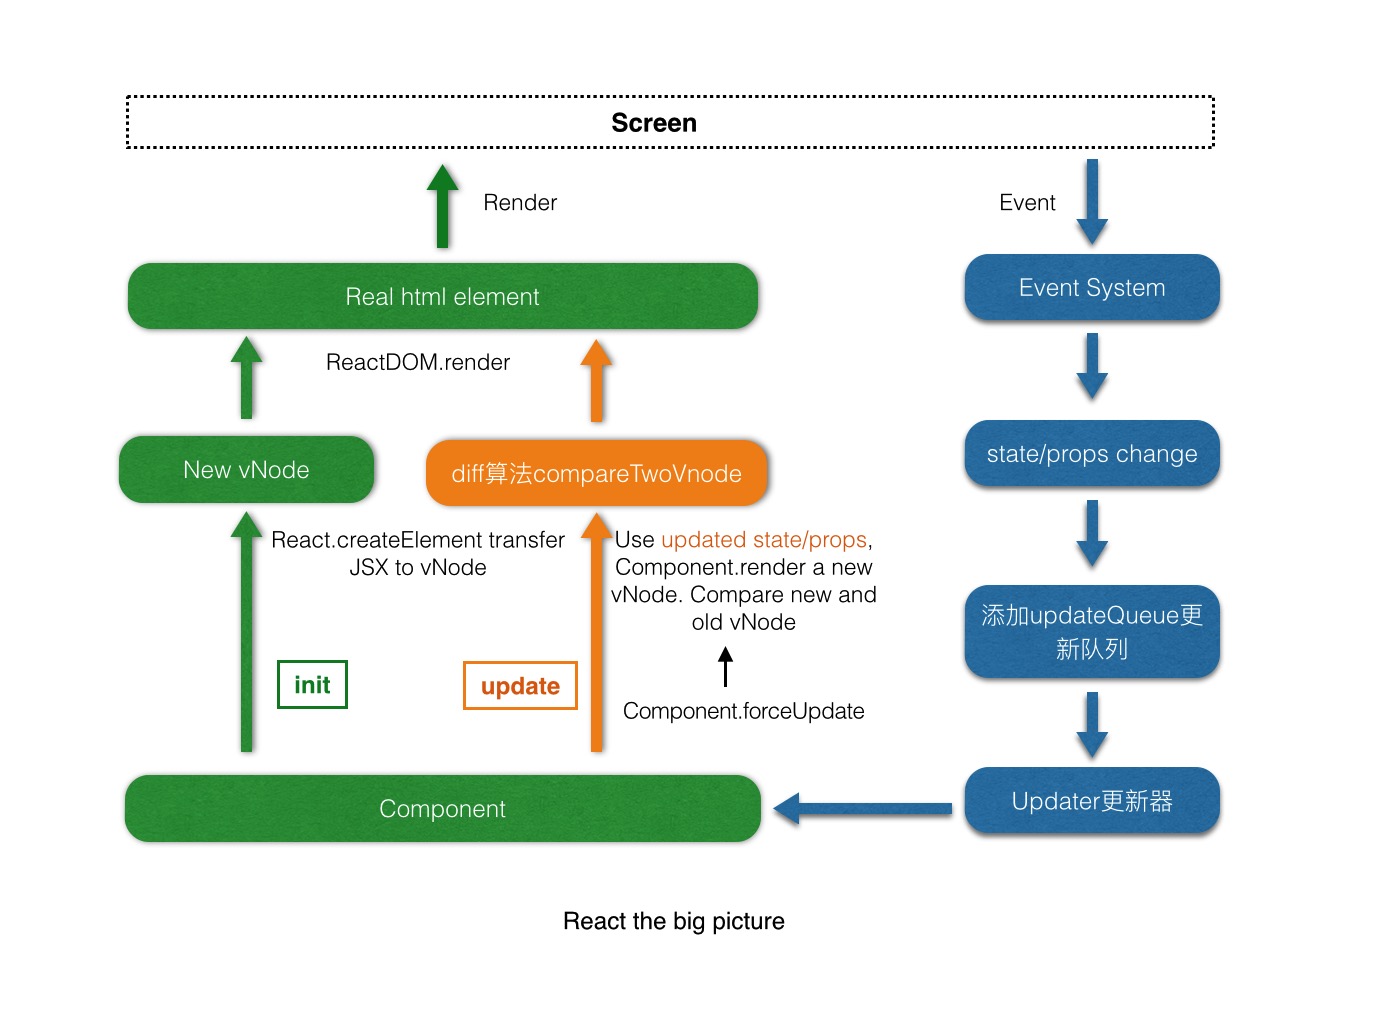 Screen
Render
Event
Real html element
Event System
ReactDOM.render
New vNode
diff算法compareTwoVnode
state/props change
React.createElement transfer
JSX to vNode
Use updated state/props,
Component.render a new
vNode. Compare new and
old vNode
添加updateQueue更
新队列
init
update
Component.forceUpdate
Component
Updater更新器
React the big picture